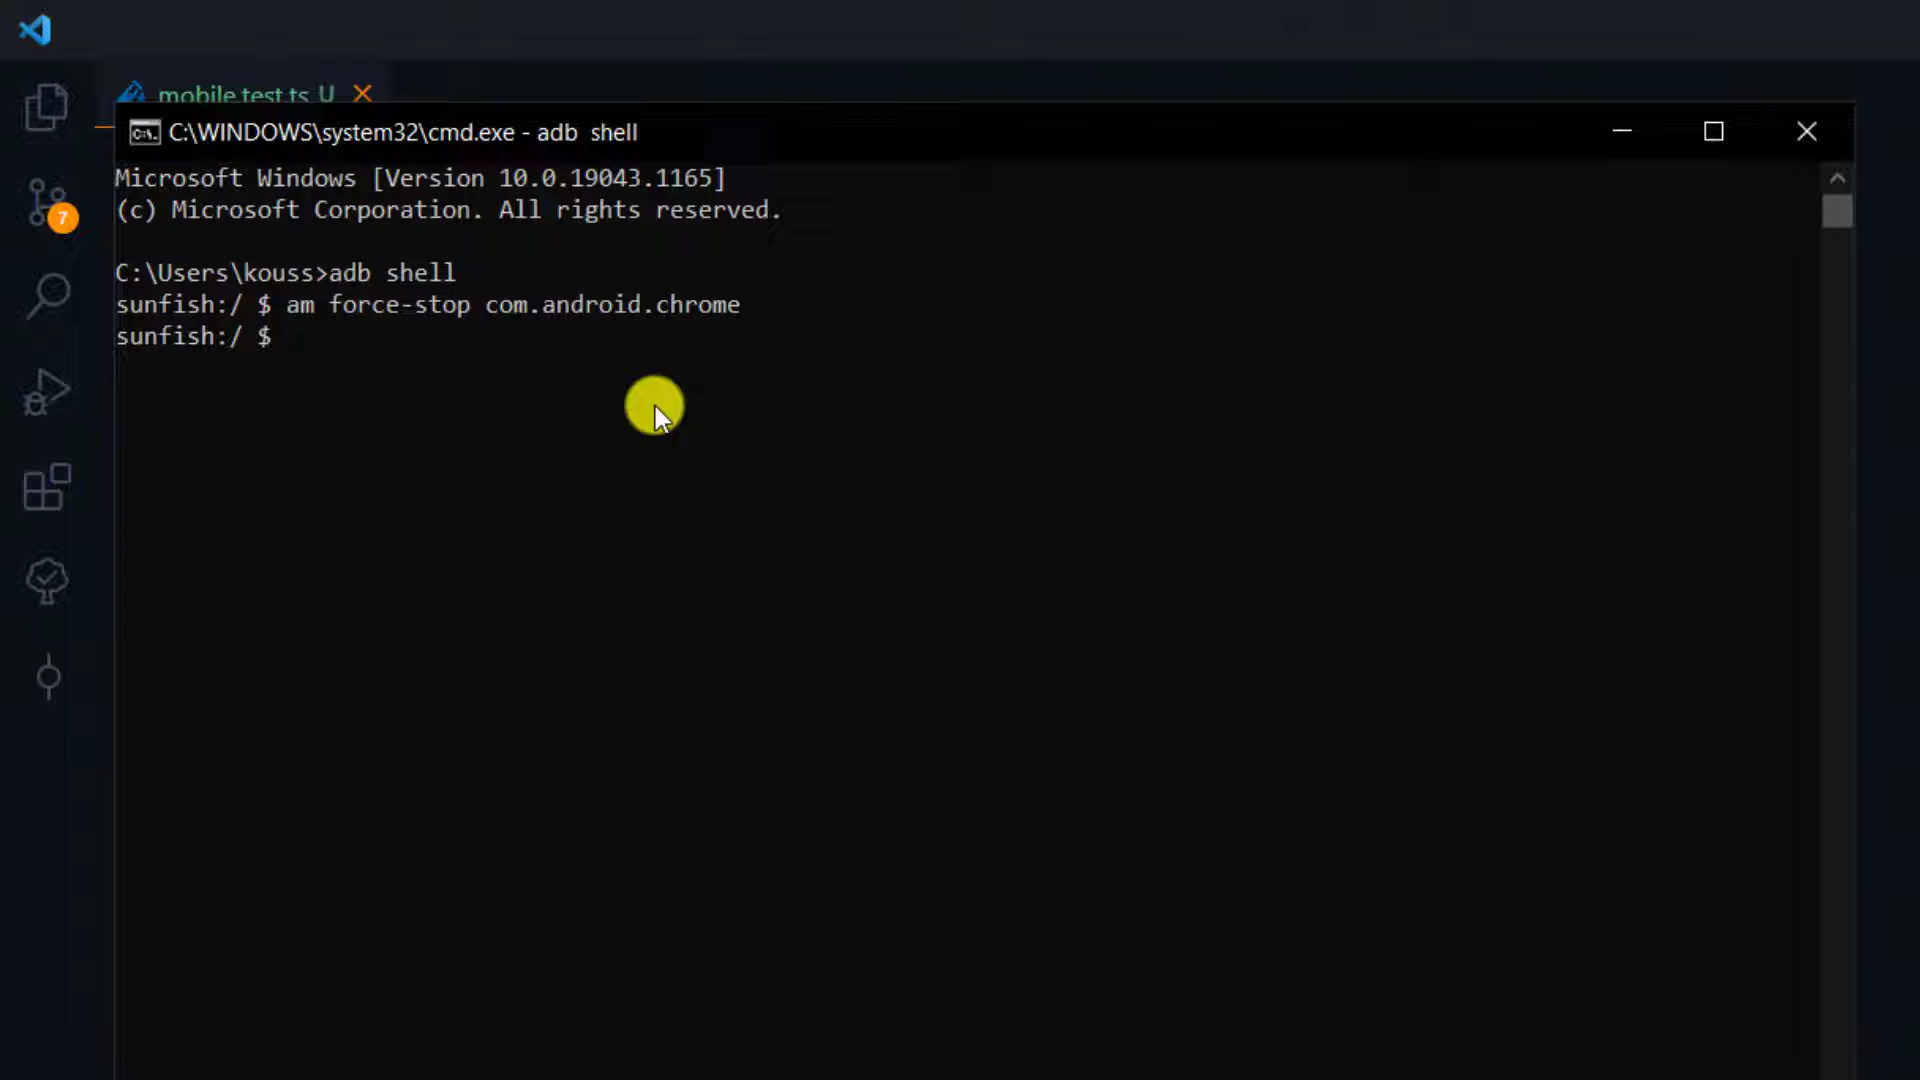 mobile.test.ts U
C:\WINDOWS\system32\cmd.exe - adb  shell
Microsoft Windows [Version 10.0.19043.1165]
(c) Microsoft Corporation. All rights reserved.
7
C:\Users\kouss>adb shell
sunfish:/ $ am force-stop com.android.chrome
sunfish:/ $